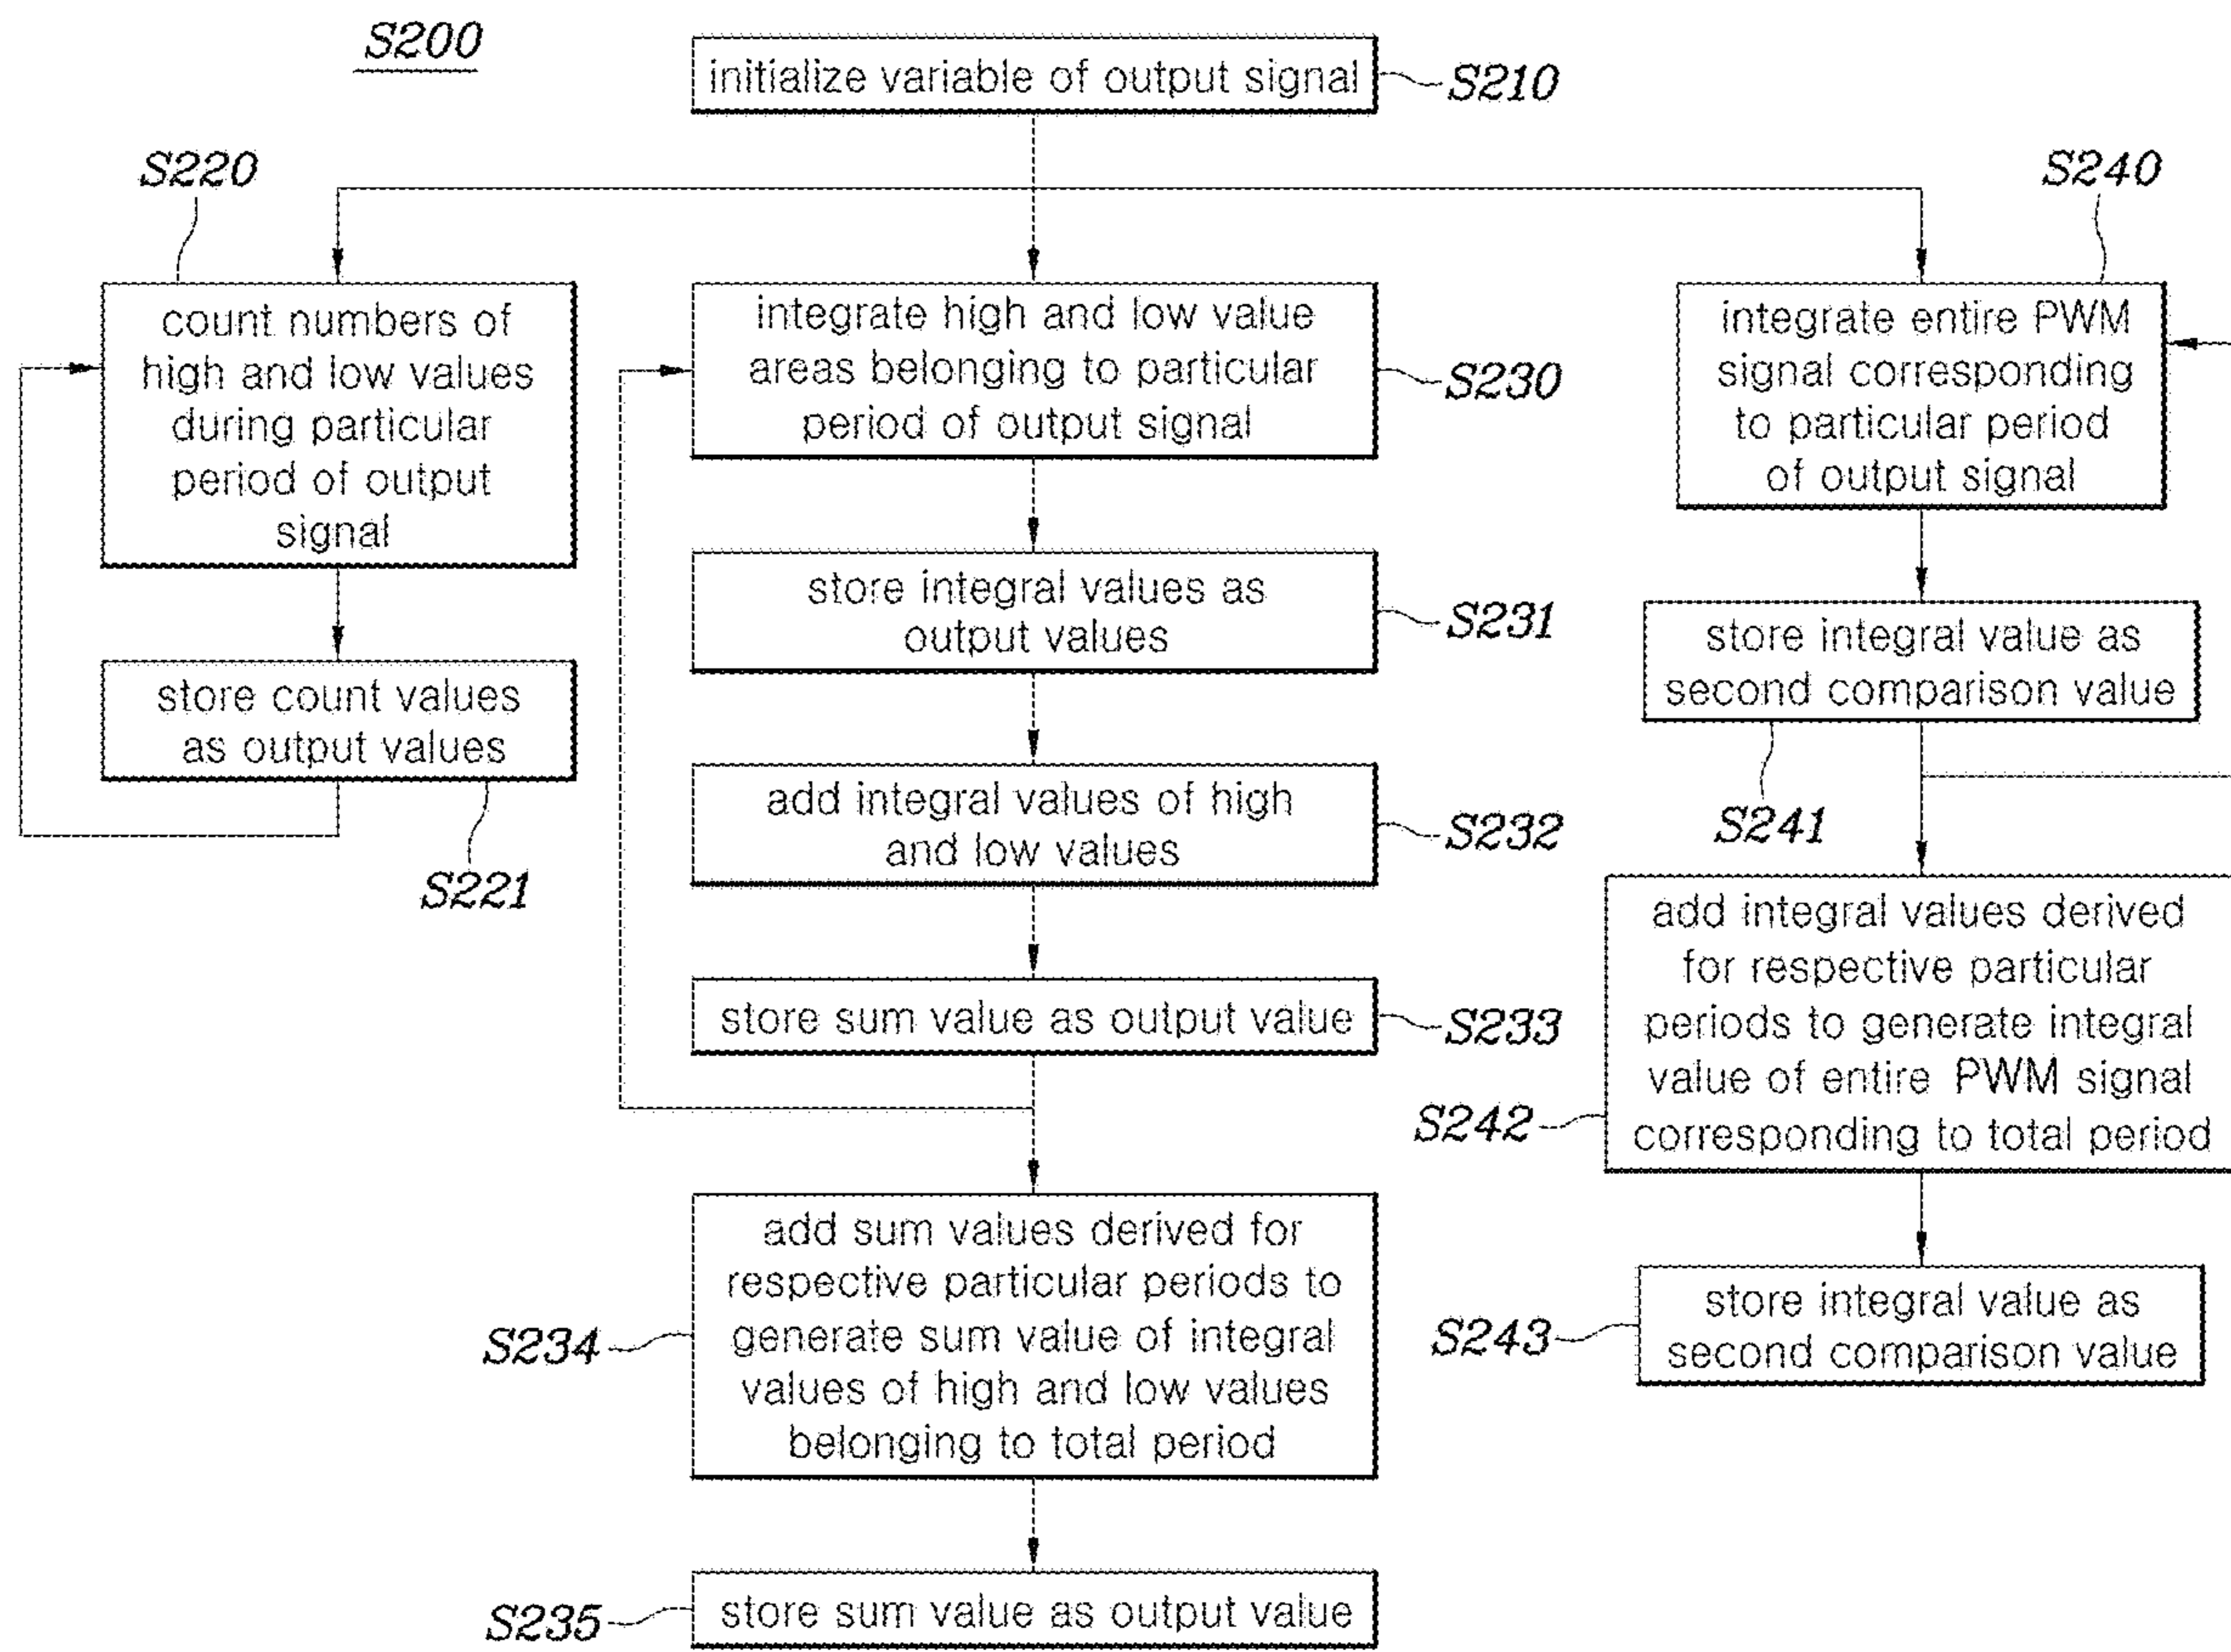 S200
initialize variable of output signal
S210
S220
count numbers of
high and low values
during particular
period of output
signal
store count values
as output values
S221
integrate high and low value
areas belonging to particular
period of output signal
S230
store integral values as
output values
S231
add integral values of high
and low values
S232
store sum value as output value
S233
add sum values derived for
respective particular periods to
generate sum value of integral
values of high and low values
belonging to total period
S234
store sum value as output value
S235
S240
integrate entire PWM
signal corresponding
to particular period
of output signal
store integral value as
second comparison value
S241
add integral values derived
for respective particular
periods to generate integral
value of entire PWM signal
corresponding to total period
S242
store integral value as
second comparison value
S243